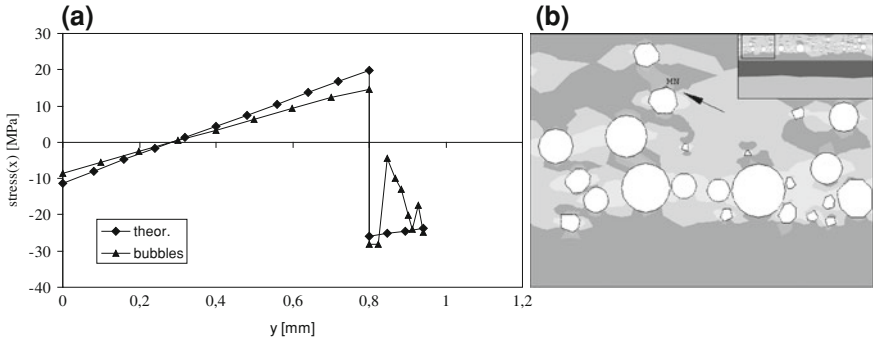 (a)
(b)
30
20
10
0
-10
-20
-30
-40
stress(x) [MPa]
theor.
bubbles
0
0,2
0,4
0,6
0,8
1
1,2
y [mm]
MN